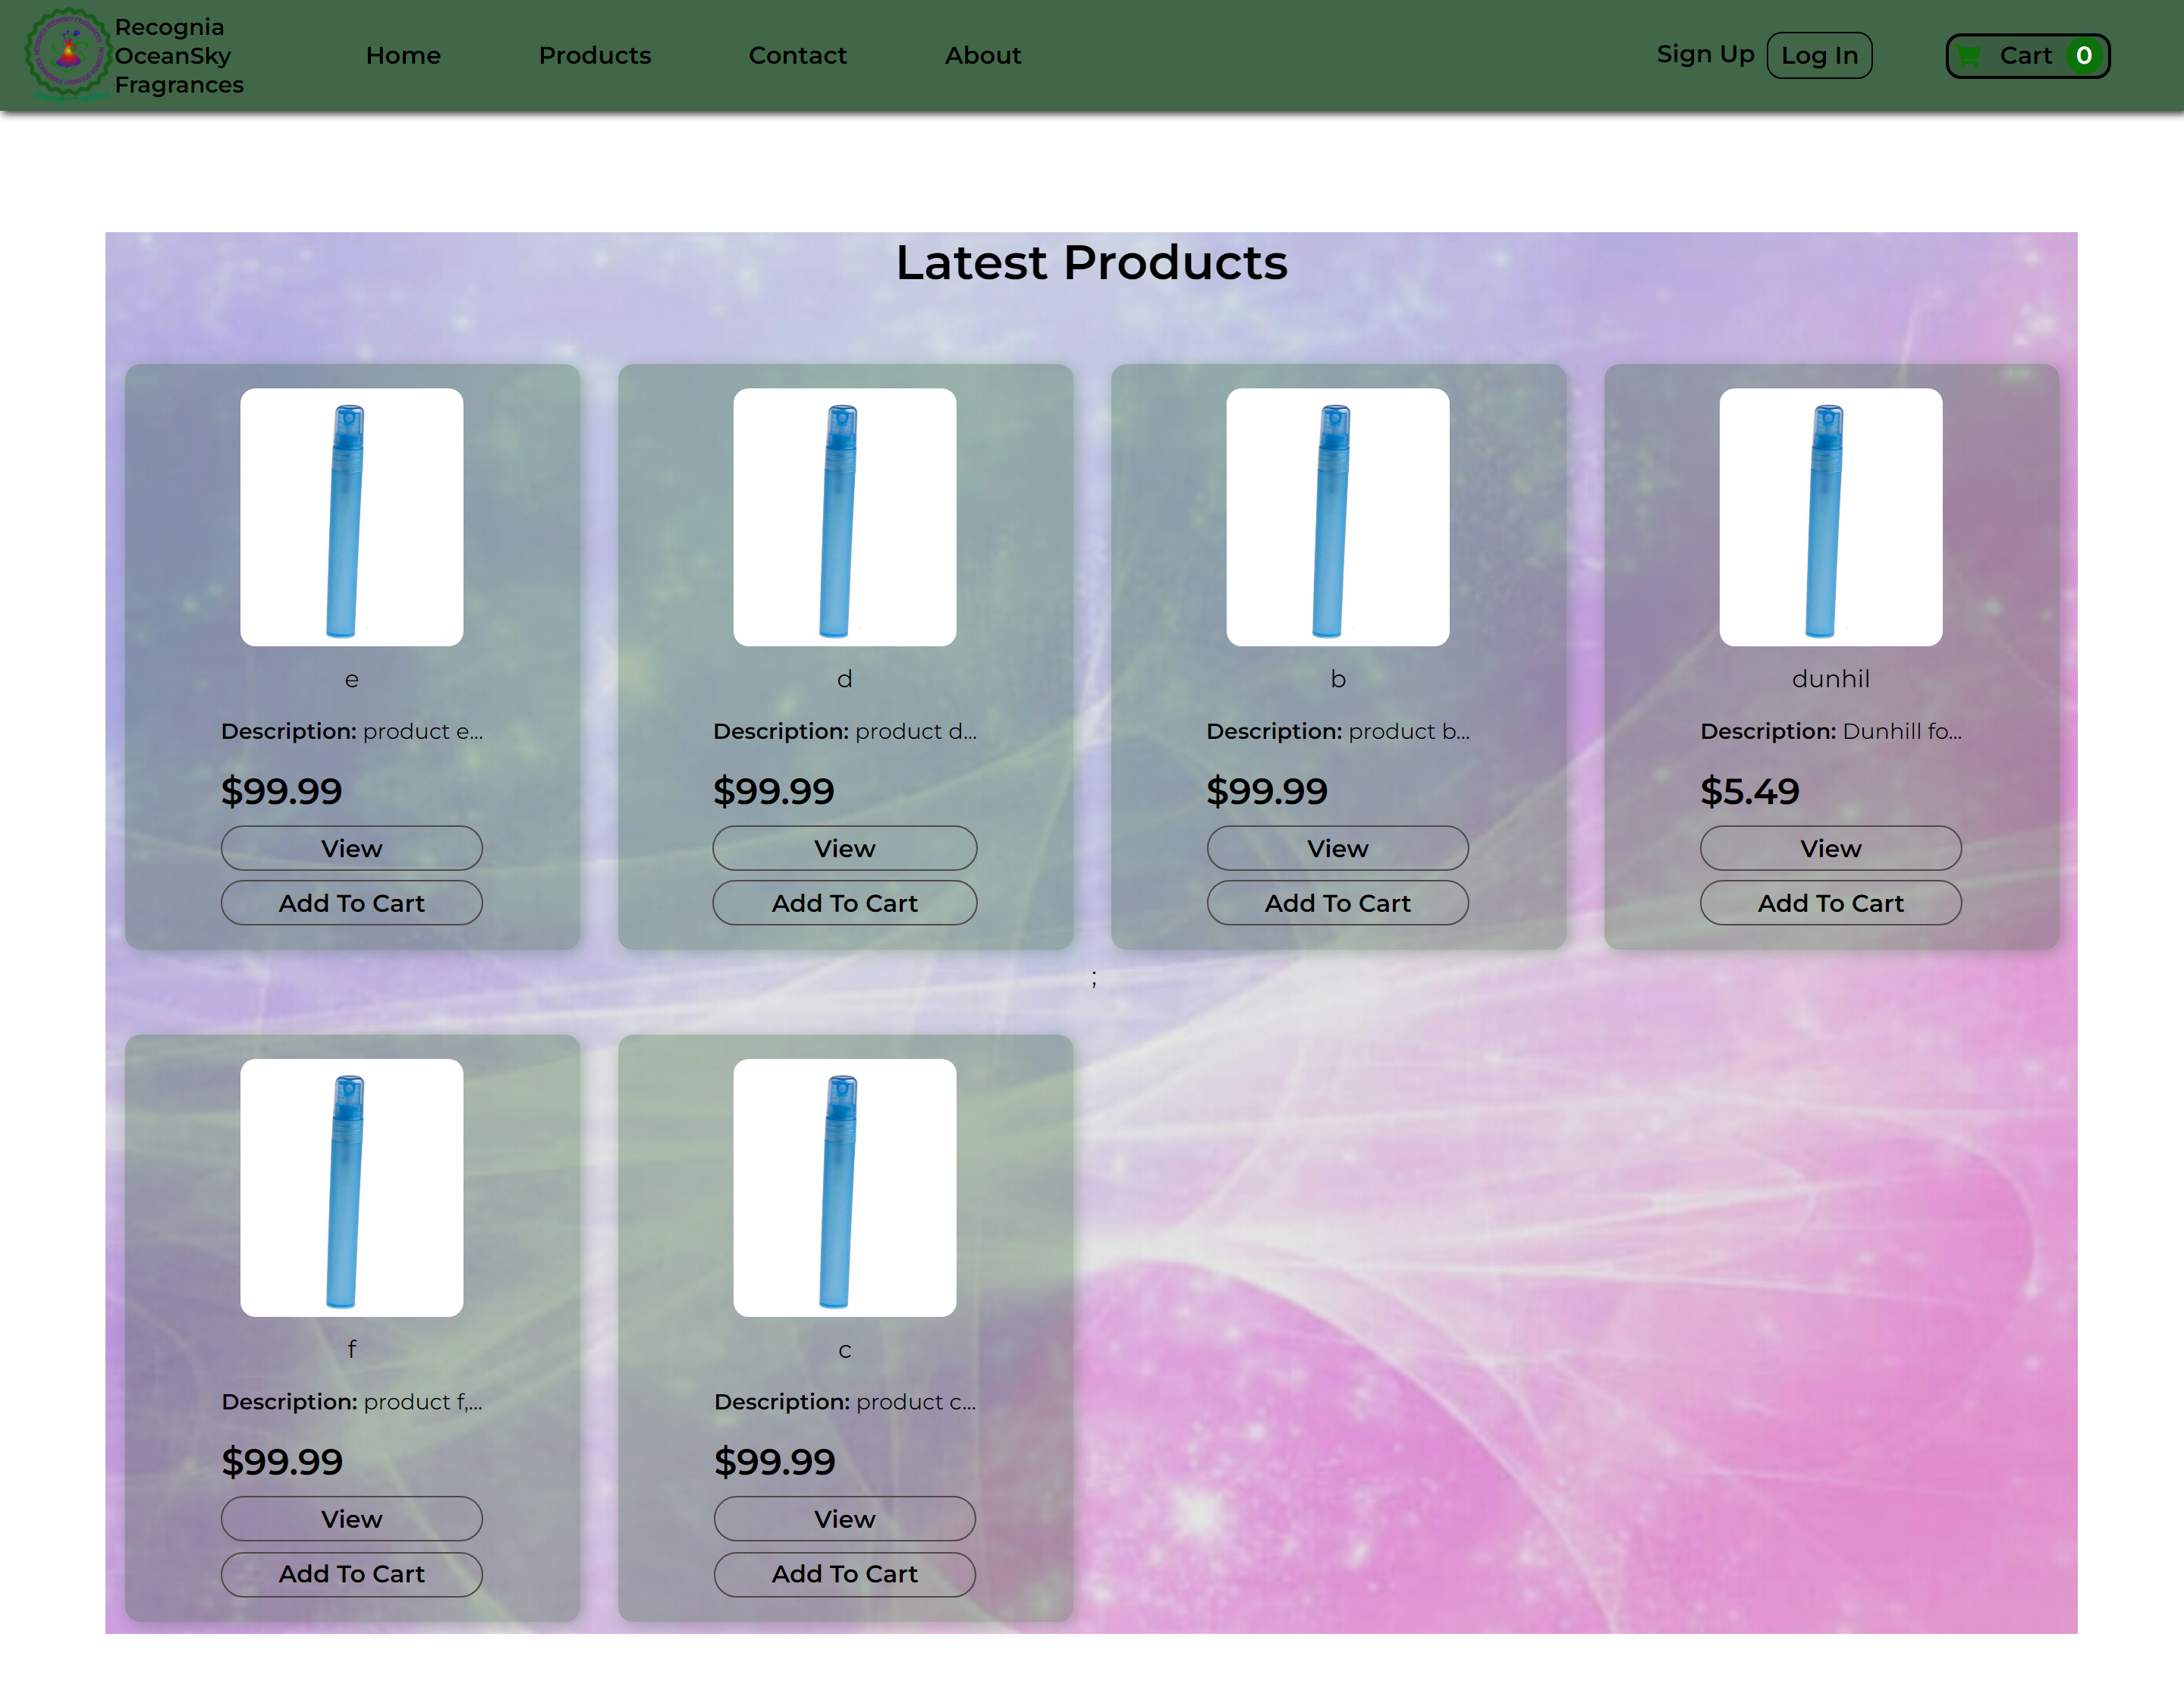 Recognia
OceanSky
Fragrances
Home
Products
Contact
About
Sign Up
Log In
Cart 0
Latest Products
e
Description: product e...
$99.99
View
Add To Cart
d
Description: product d...
$99.99
View
Add To Cart
b
Description: product b...
$99.99
View
Add To Cart
dunhil
Description: Dunhill fo...
$5.49
View
Add To Cart
;
f
Description: product f,...
$99.99
View
Add To Cart
c
Description: product c...
$99.99
View
Add To Cart